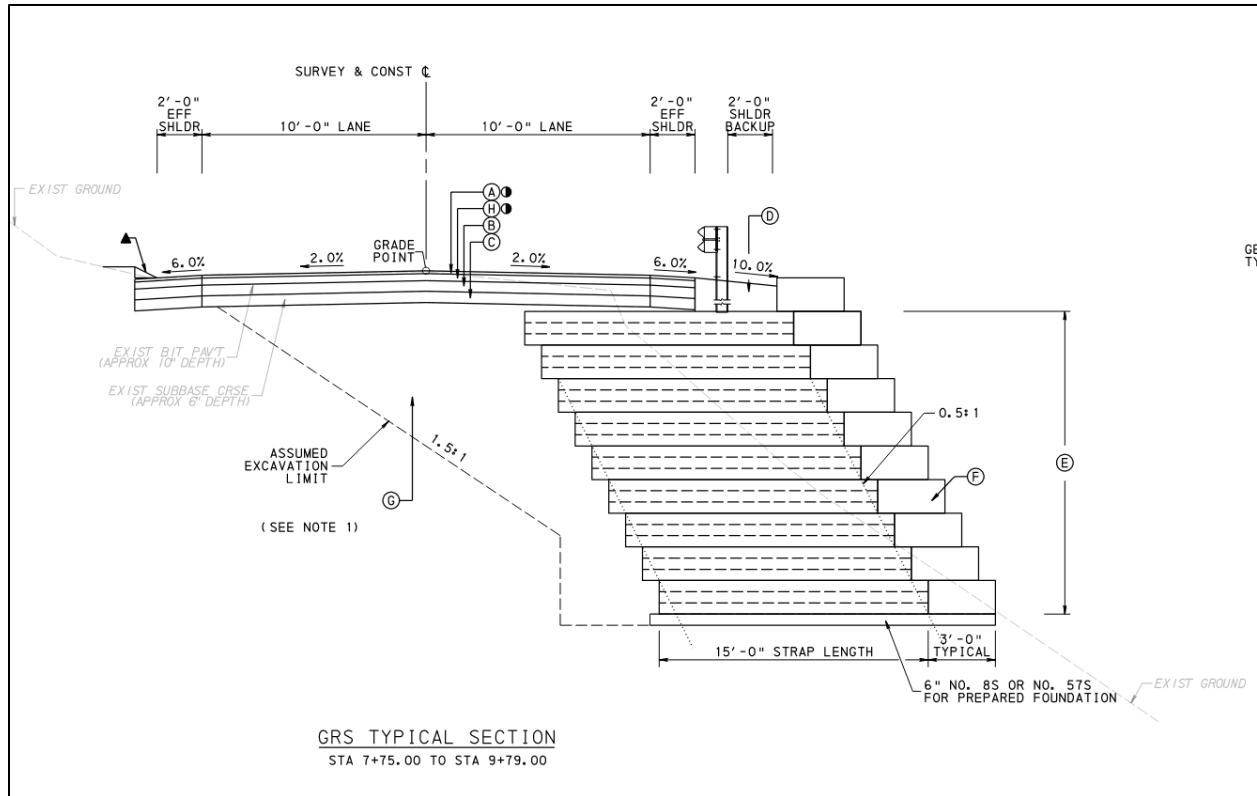 SURVEY & CONST ℄
2'-0"
EFF
SHLDR
10'-0" LANE
10'-0" LANE
2'-0"
EFF
SHLDR
2'-0"
SHLDR
BACKUP
EXIST GROUND
A
H
B
C
D
GRADE
POINT
6.0%
2.0%
2.0%
6.0%
10.0%
GE
TY
EXIST BIT PAV'T
(APPROX 10" DEPTH)
EXIST SUBBASE CRSE
(APPROX 6" DEPTH)
0.5:1
ASSUMED
EXCAVATION
LIMIT
1.5:1
E
F
G
(SEE NOTE 1)
15'-0" STRAP LENGTH
3'-0"
TYPICAL
6" NO. 8S OR NO. 57S
FOR PREPARED FOUNDATION
EXIST GROUND
GRS TYPICAL SECTION
STA 7+75.00 TO STA 9+79.00